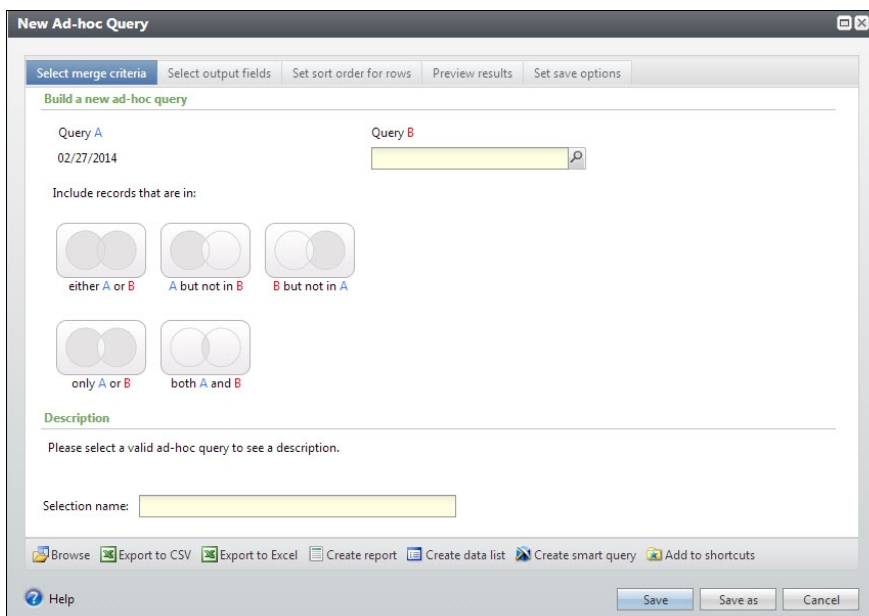 New Ad-hoc Query
Select merge criteria Select output fields Set sort order for rows Preview results Set save options
Build a new ad-hoc query
Query A Query B
02/27/2014
Include records that are in:
either A or B A but not in B B but not in A
only A or B both A and B
Description
Please select a valid ad-hoc query to see a description.
Selection name:
Browse Export to CSV Export to Excel Create report Create data list Create smart query Add to shortcuts
Help Save Save as Cancel